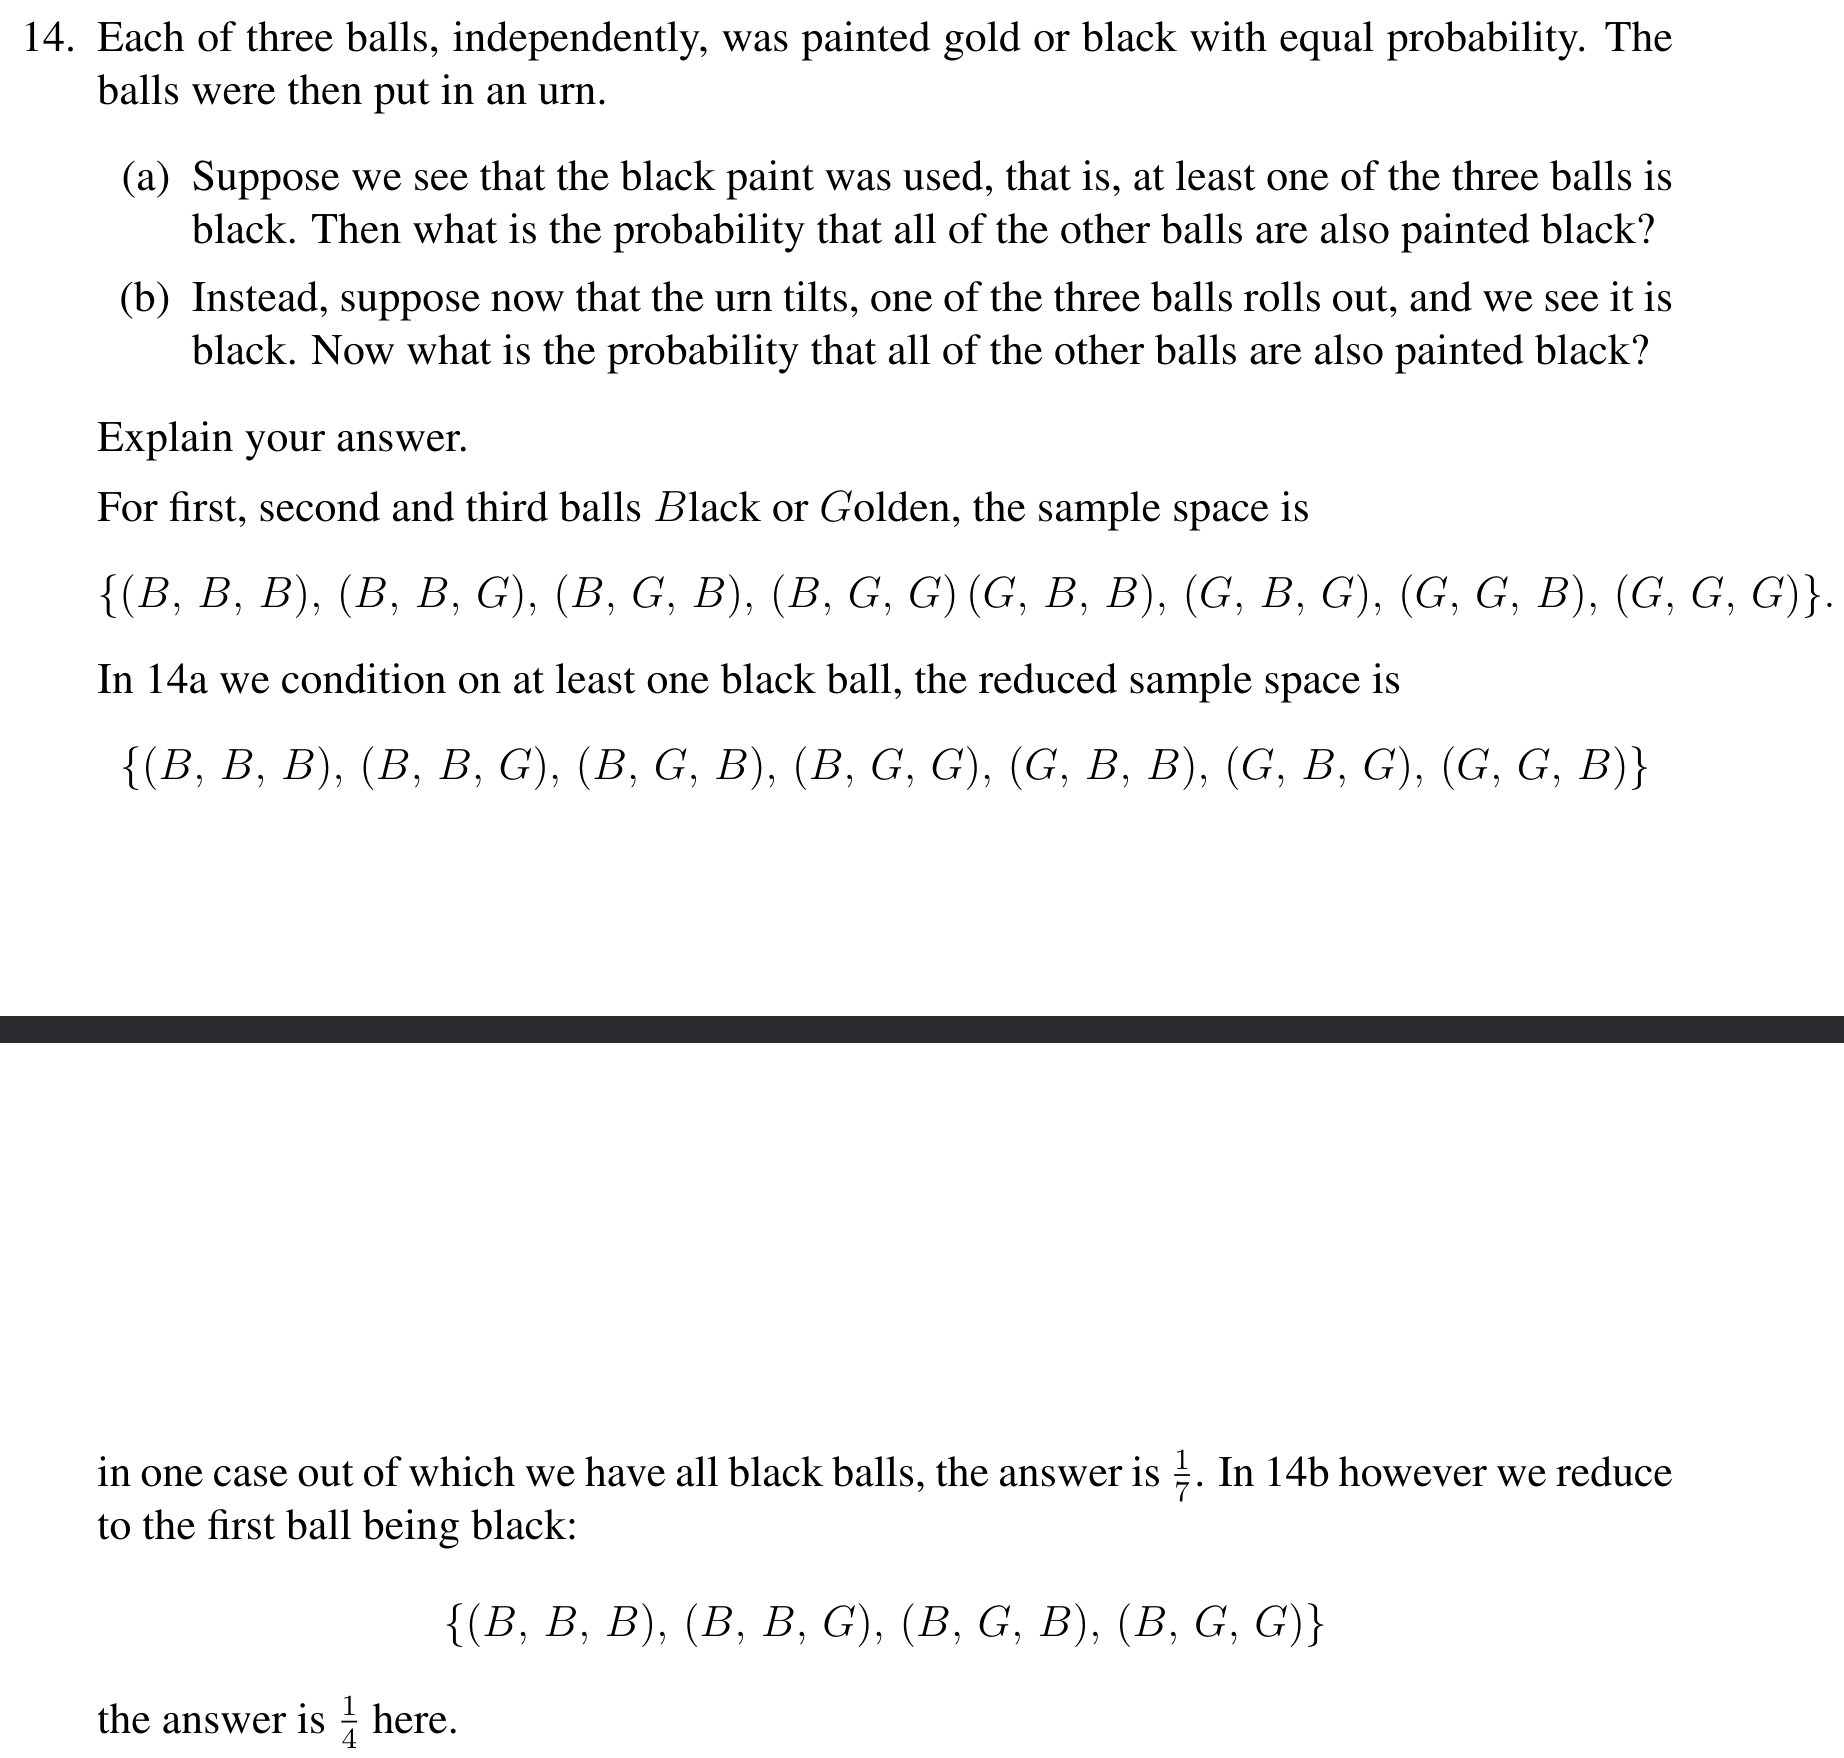 14. Each of three balls, independently, was painted gold or black with equal probability. The
balls were then put in an urn.
(a) Suppose we see that the black paint was used, that is, at least one of the three balls is
black. Then what is the probability that all of the other balls are also painted black?
(b) Instead, suppose now that the urn tilts, one of the three balls rolls out, and we see it is
black. Now what is the probability that all of the other balls are also painted black?
Explain your answer.
For first, second and third balls Black or Golden, the sample space is
{(B, B, B), (B, B, G), (B, G, B), (B, G, G) (G, B, B), (G, B, G), (G, G, B), (G, G, G)}.
In 14a we condition on at least one black ball, the reduced sample space is
{(B, B, B), (B, B, G), (B, G, B), (B, G, G), (G, B, B), (G, B, G), (G, G, B)}
in one case out of which we have all black balls, the answer is 1/7. In 14b however we reduce
to the first ball being black:
{(B, B, B), (B, B, G), (B, G, B), (B, G, G)}
the answer is 1/4 here.